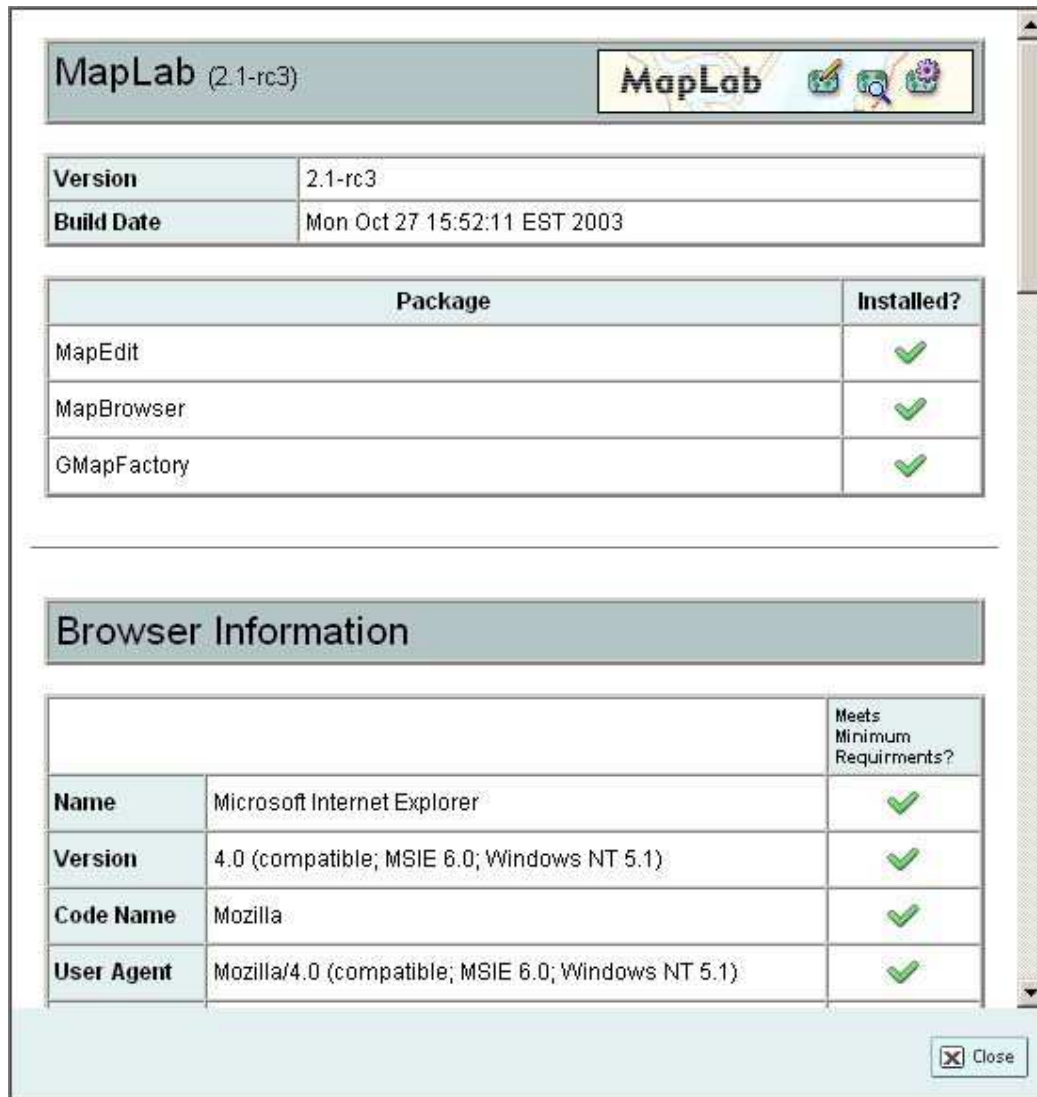 MapLab (2.1-rc3)
MapLab
Version 2.1-rc3
Build Date Mon Oct 27 15:52:11 EST 2003
Package Installed?
MapEdit
MapBrowser
GMapFactory
Browser Information
Meets
Minimum
Requirments?
Name Microsoft Internet Explorer
Version 4.0 (compatible; MSIE 6.0; Windows NT 5.1)
Code Name Mozilla
User Agent Mozilla/4.0 (compatible; MSIE 6.0; Windows NT 5.1)
Close